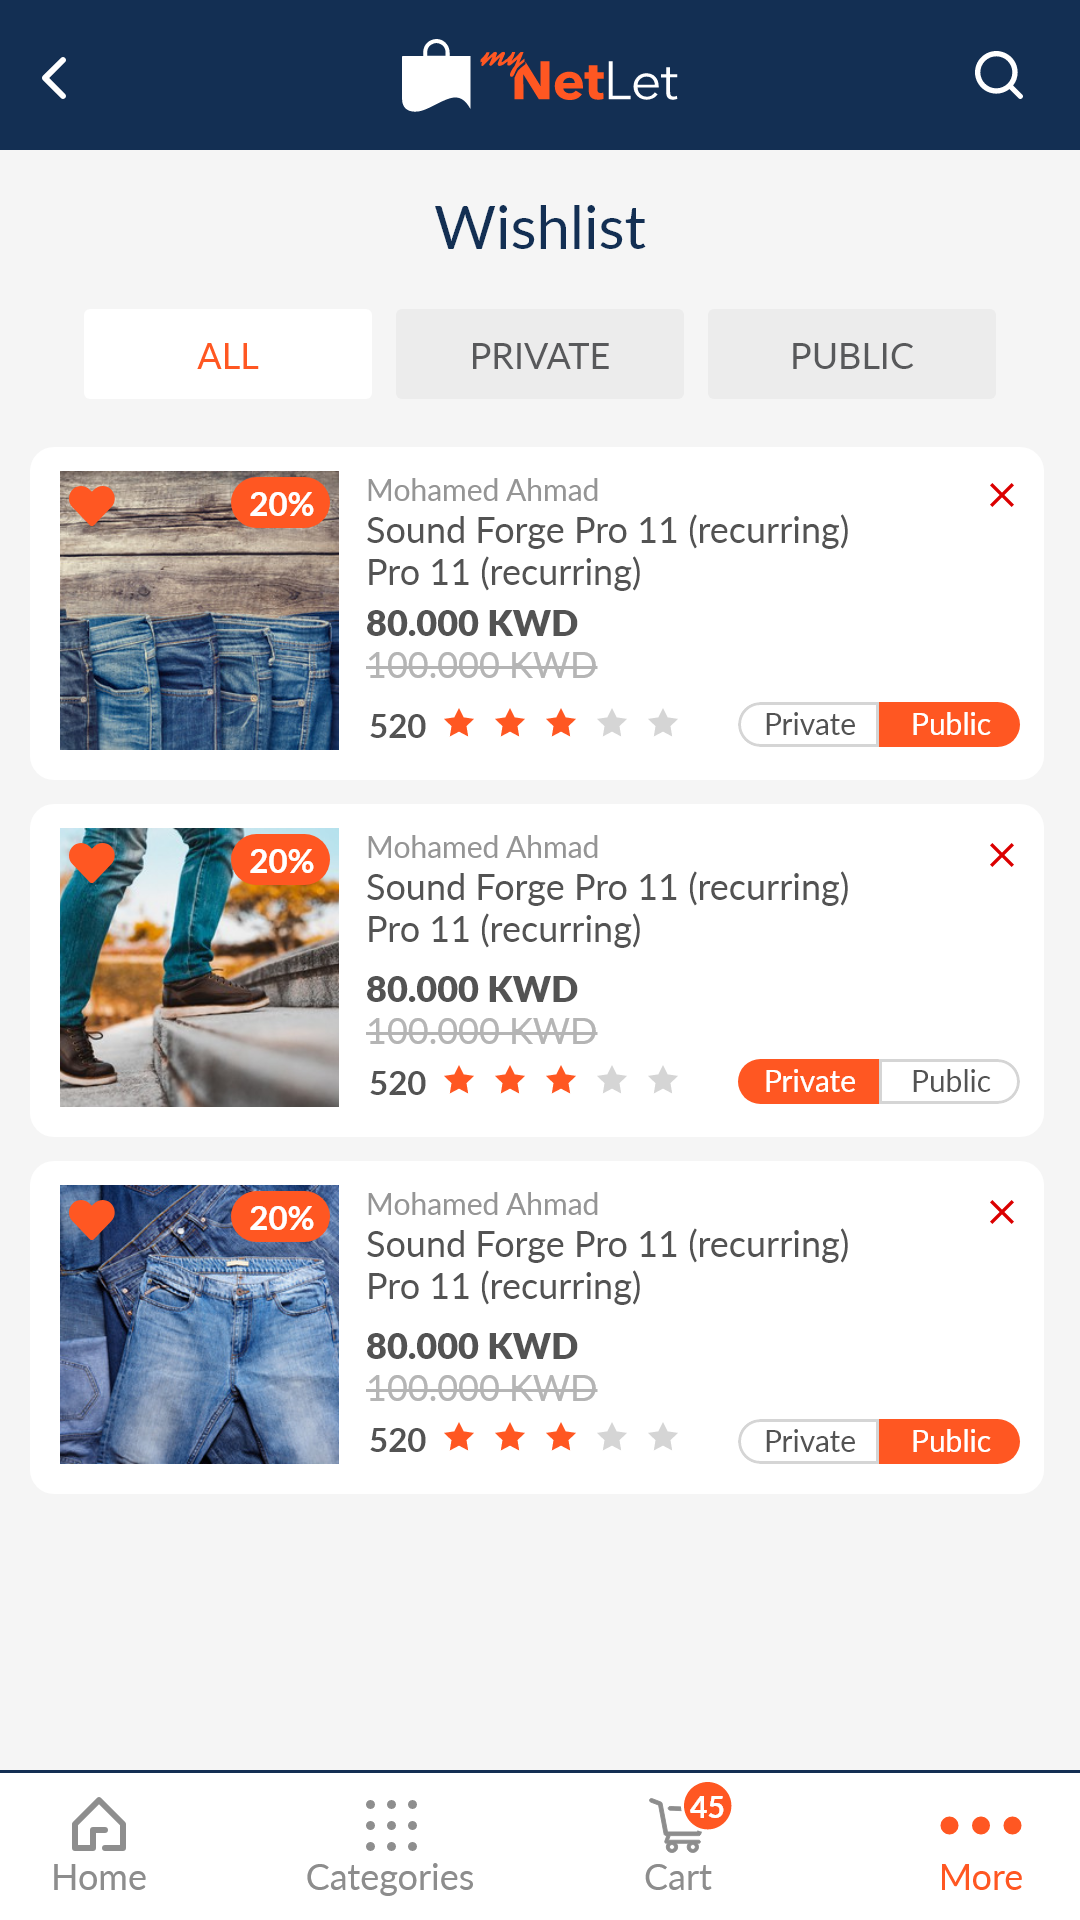 my NetLet
Wishlist
ALL
PRIVATE
PUBLIC
20%
Mohamed Ahmad
Sound Forge Pro 11 (recurring)
Pro 11 (recurring)
80.000 KWD
100.000 KWD
520
Private
Public
20%
Mohamed Ahmad
Sound Forge Pro 11 (recurring)
Pro 11 (recurring)
80.000 KWD
100.000 KWD
520
Private
Public
20%
Mohamed Ahmad
Sound Forge Pro 11 (recurring)
Pro 11 (recurring)
80.000 KWD
100.000 KWD
520
Private
Public
45
Home
Categories
Cart
More